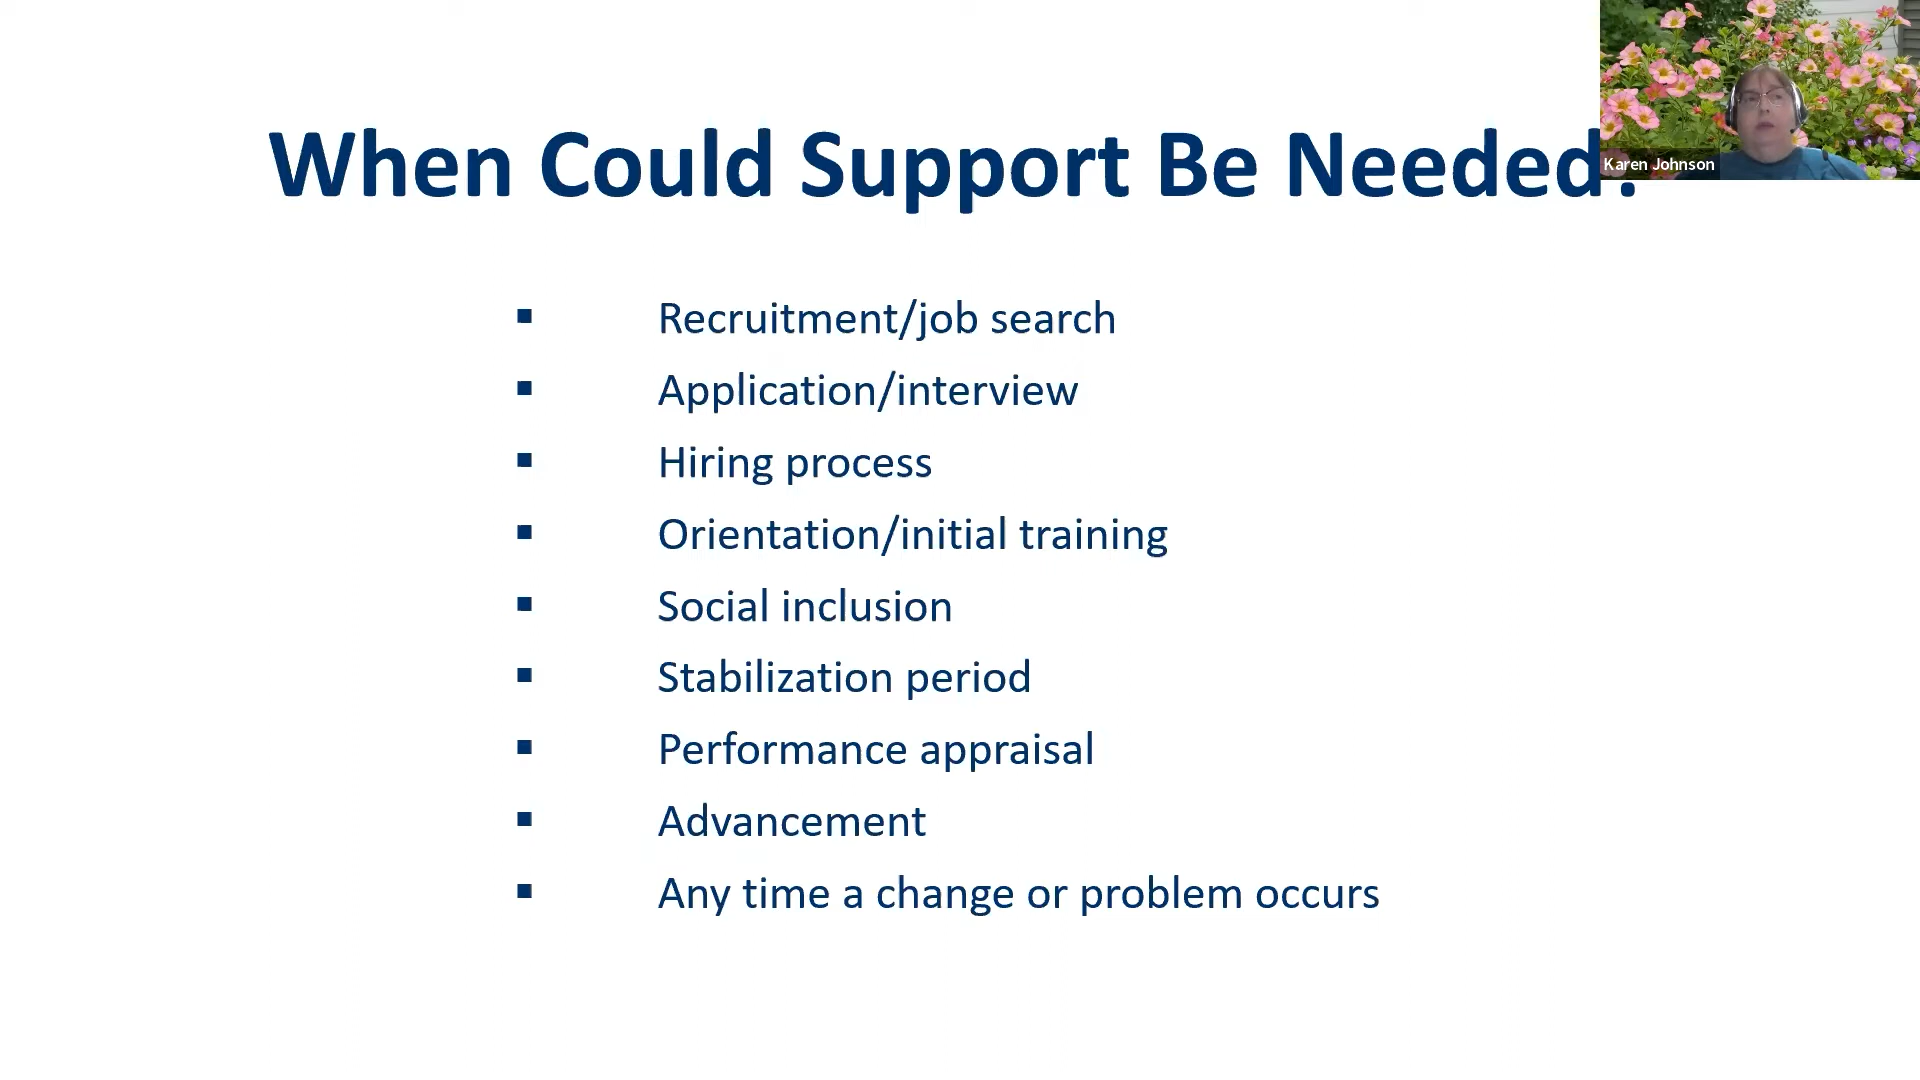 When Could Support Be Needed?
Karen Johnson
Recruitment/job search
Application/interview
Hiring process
Orientation/initial training
Social inclusion
Stabilization period
Performance appraisal
Advancement
Any time a change or problem occurs